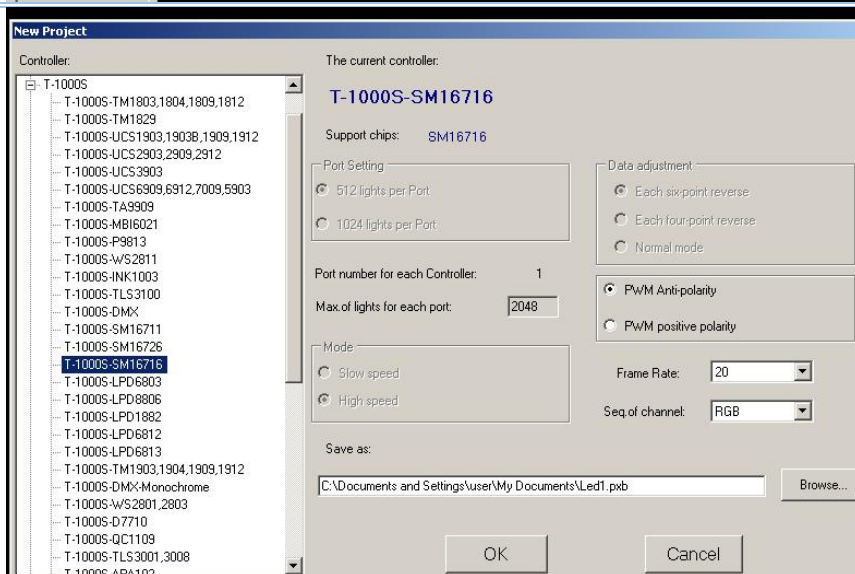 New Project
Controller:
T-1000S
T-1000S-TM1803,1804,1809,1812
T-1000S-TM1829
T-1000S-UCS1903,1903B,1909,1912
T-1000S-UCS2903,2909,2912
T-1000S-UCS3903
T-1000S-UCS6909,6912,7009,5903
T-1000S-TA9909
T-1000S-MBI6021
T-1000S-P9813
T-1000S-WS2811
T-1000S-INK1003
T-1000S-TLS3100
T-1000S-DMX
T-1000S-SM16711
T-1000S-SM16726
T-1000S-SM16716
T-1000S-LPD6803
T-1000S-LPD8806
T-1000S-LPD1882
T-1000S-LPD6812
T-1000S-LPD6813
T-1000S-TM1903,1904,1909,1912
T-1000S-DMX-Monochrome
T-1000S-WS2801,2803
T-1000S-D7710
T-1000S-QC1109
T-1000S-TLS3001,3008
T-1000S-APA102
The current controller:
T-1000S-SM16716
Support chips: SM16716
Port Setting
512 lights per Port
1024 lights per Port
Port number for each Controller: 1
Max.of lights for each port: 2048
Mode
Slow speed
High speed
Data adjustment
Each six-point reverse
Each four-point reverse
Normal mode
PWM Anti-polarity
PWM positive polarity
Frame Rate: 20
Seq.of channel: RGB
Save as:
C:\Documents and Settings\user\My Documents\Led1.pxb
Browse...
OK
Cancel